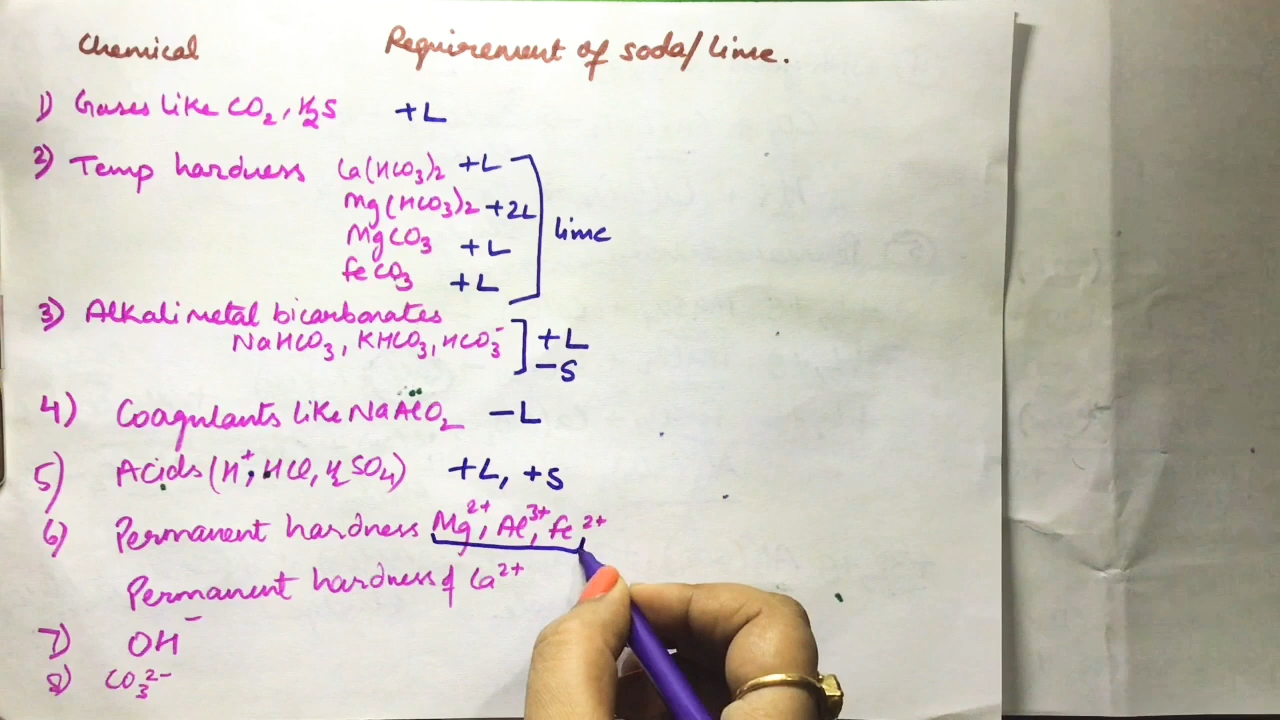 Chemical Requirement of soda/lime.
1) Gases like CO₂, H₂S +L
2) Temp hardness Ca(HCO₃)₂ +L
Mg(HCO₃)₂ +2L
MgCO₃ +L lime
FeCO₃ +L
3) Alkali metal bicarbonates
NaHCO₃, KHCO₃, HCO₃⁻ +L
-S
4) Coagulants like NaAlO₂ -L
5) Acids (H⁺, HCl, H₂SO₄) +L, +S
6) Permanent hardness Mg²⁺, Al³⁺, Fe²⁺
Permanent hardness of Ca²⁺
7) OH⁻
8) CO₃²⁻